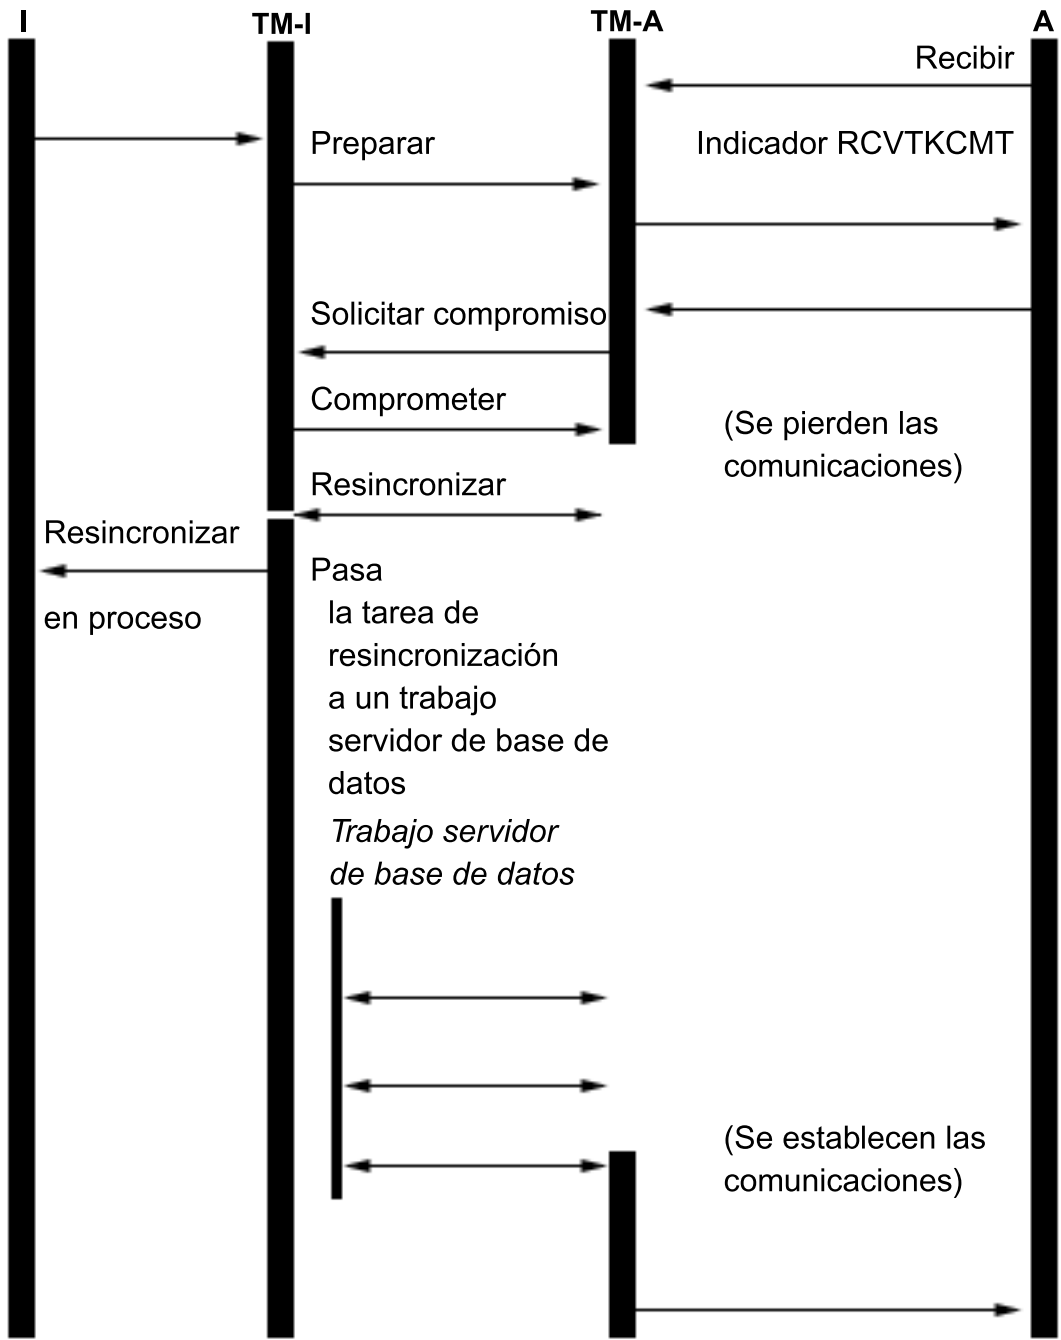 I
TM-I
TM-A
A
Recibir
Preparar
Indicador RCVTKCMT
Solicitar compromiso
Comprometer
(Se pierden las
comunicaciones)
Resincronizar
Resincronizar
en proceso
Pasa
la tarea de
resincronización
a un trabajo
servidor de base de
datos
Trabajo servidor
de base de datos
(Se establecen las
comunicaciones)